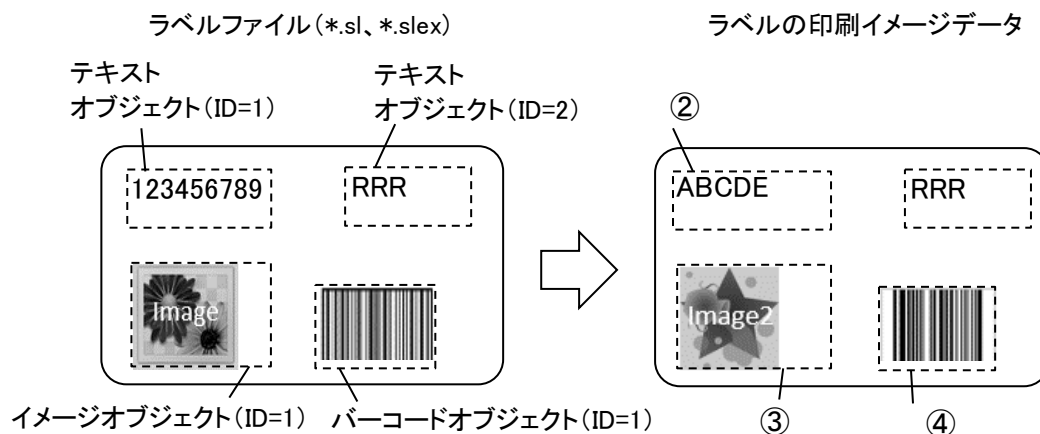 ラベルファイル(*.sl、*.slex)
ラベルの印刷イメージデータ
テキスト
オブジェクト(ID=1)
テキスト
オブジェクト(ID=2)
②
123456789
RRR
ABCDE
RRR
Image
Image2
イメージオブジェクト(ID=1)
バーコードオブジェクト(ID=1)
③
④